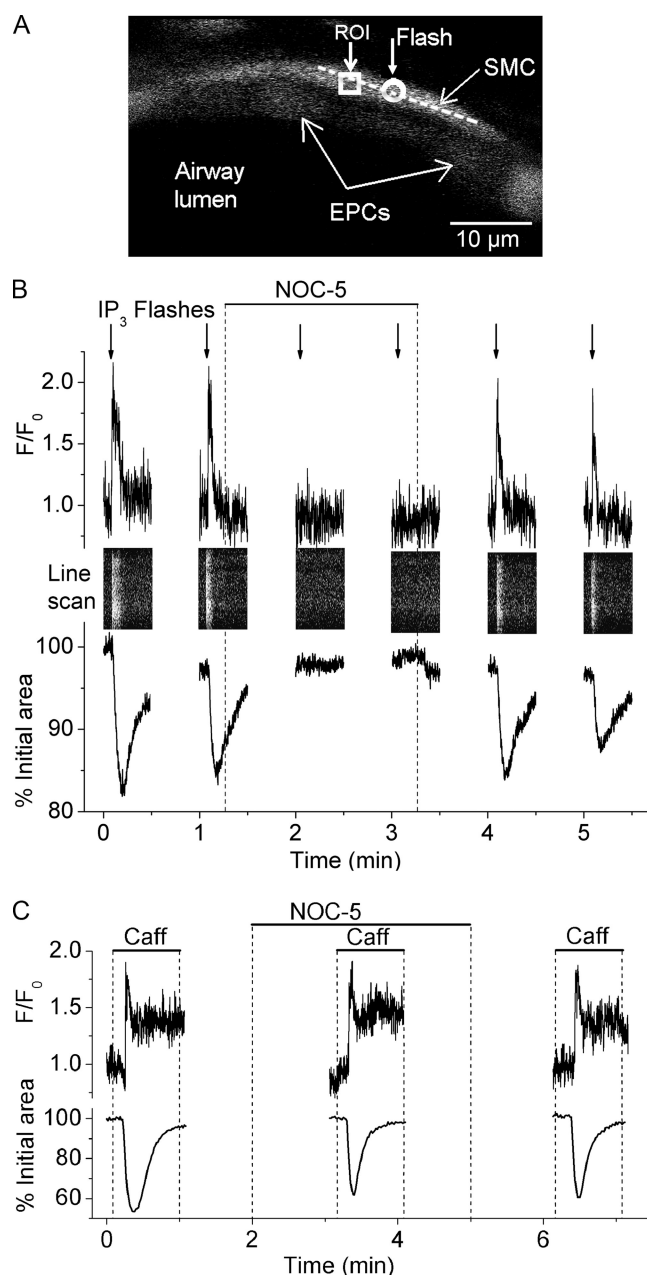 A
ROI
Flash
SMC
Airway
lumen
EPCs
10 µm
B
NOC-5
IP3 Flashes
2.0
1.5
1.0
F/F0
Line
scan
100
90
80
% Initial area
0 1 2 3 4 5
Time (min)
C
NOC-5
Caff Caff Caff
2.0
1.5
1.0
F/F0
100
80
60
% Initial area
0 2 4 6
Time (min)